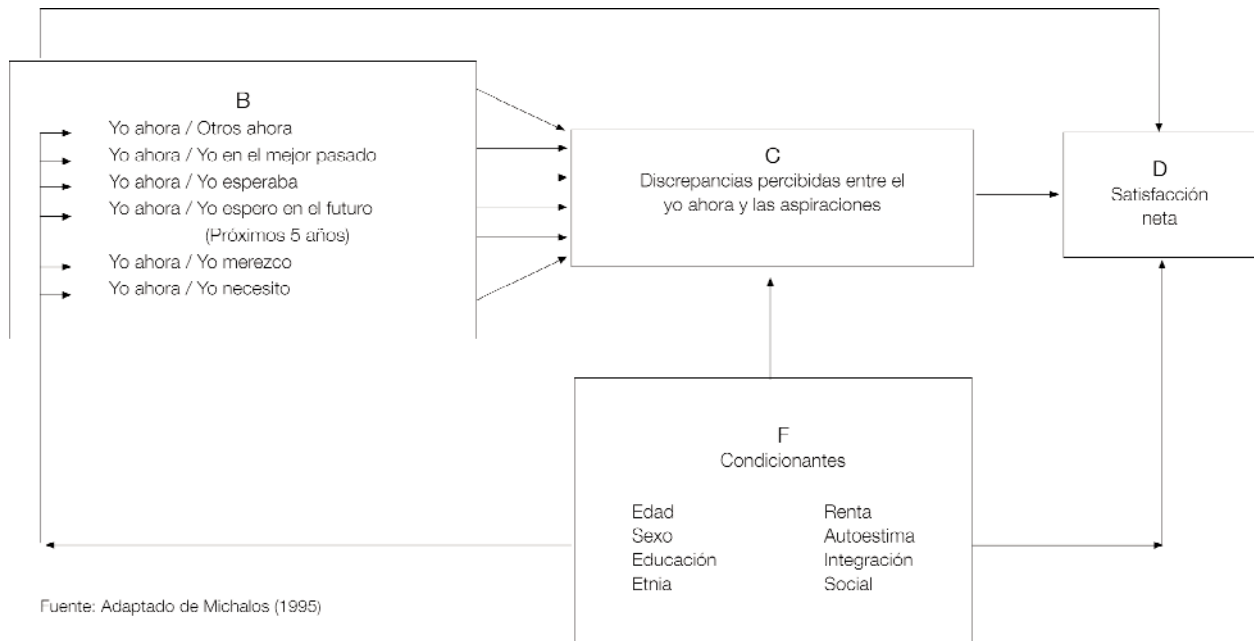 B
Yo ahora / Otros ahora
Yo ahora / Yo en el mejor pasado
Yo ahora / Yo esperaba
Yo ahora / Yo espero en el futuro
(Próximos 5 años)
Yo ahora / Yo merezco
Yo ahora / Yo necesito
C
Discrepancias percibidas entre el
yo ahora y las aspiraciones
D
Satisfacción
neta
F
Condicionantes
Edad Renta
Sexo Autoestima
Educación Integración
Etnia Social
Fuente: Adaptado de Michalos (1995)